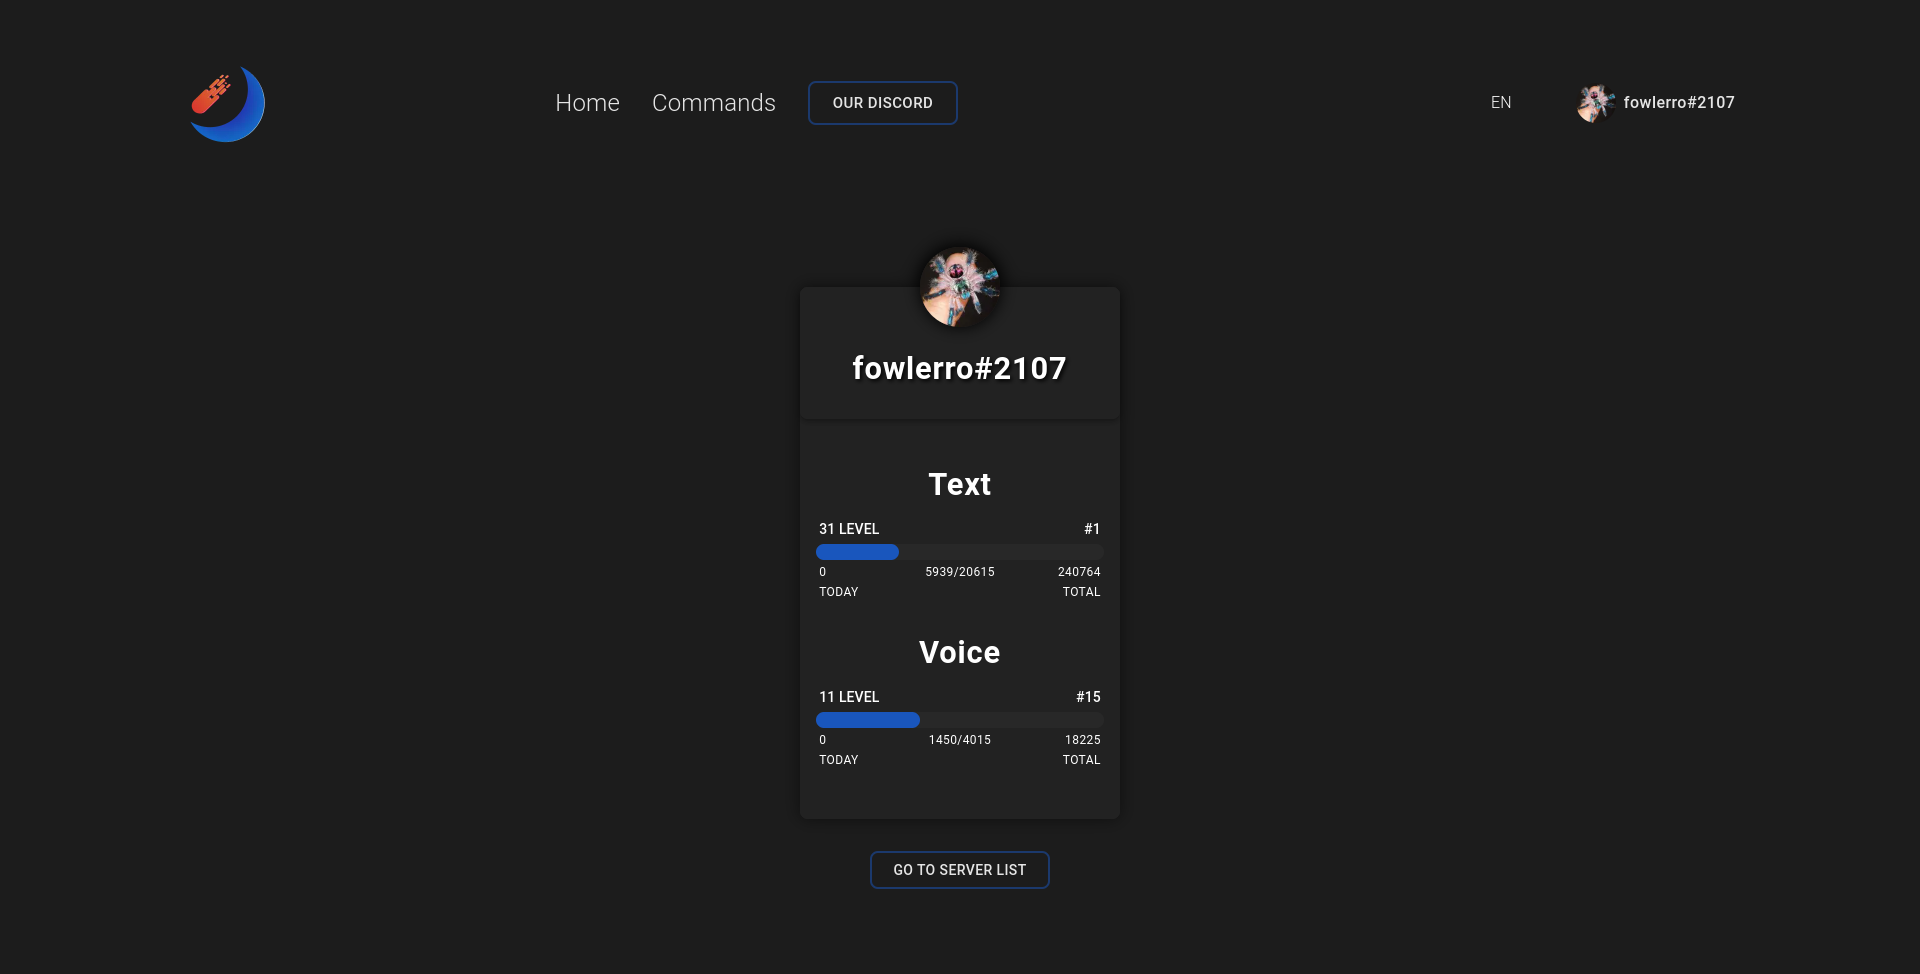 Home Commands OUR DISCORD EN fowlerro#2107
fowlerro#2107
Text
31 LEVEL #1
0 5939/20615 240764
TODAY TOTAL
Voice
11 LEVEL #15
0 1450/4015 18225
TODAY TOTAL
GO TO SERVER LIST